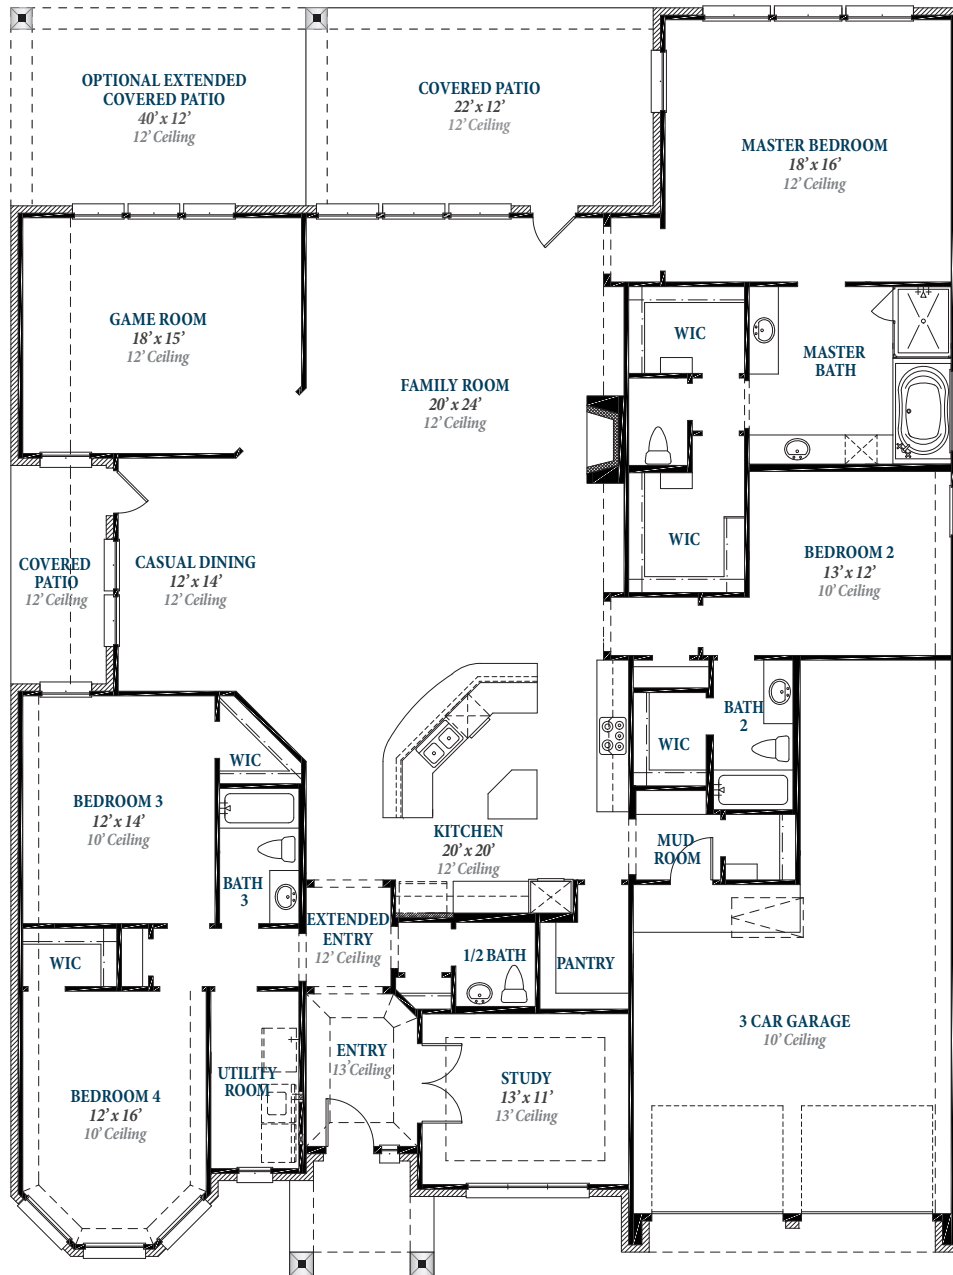 OPTIONAL EXTENDED
COVERED PATIO
40’ x 12’
12’ Ceiling
COVERED PATIO
22’ x 12’
12’ Ceiling
MASTER BEDROOM
18’ x 16’
12’ Ceiling
GAME ROOM
18’ x 15’
12’ Ceiling
FAMILY ROOM
20’ x 24’
12’ Ceiling
WIC
MASTER
BATH
COVERED
PATIO
12’ Ceiling
CASUAL DINING
12’ x 14’
12’ Ceiling
WIC
BEDROOM 2
13’ x 12’
10’ Ceiling
BATH
2
WIC
WIC
BEDROOM 3
12’ x 14’
10’ Ceiling
KITCHEN
20’ x 20’
12’ Ceiling
MUD
ROOM
BATH
3
EXTENDED
ENTRY
12’ Ceiling
WIC
1/2 BATH
PANTRY
3 CAR GARAGE
10’ Ceiling
ENTRY
13’ Ceiling
UTILITY
ROOM
STUDY
13’ x 11’
13’ Ceiling
BEDROOM 4
12’ x 16’
10’ Ceiling